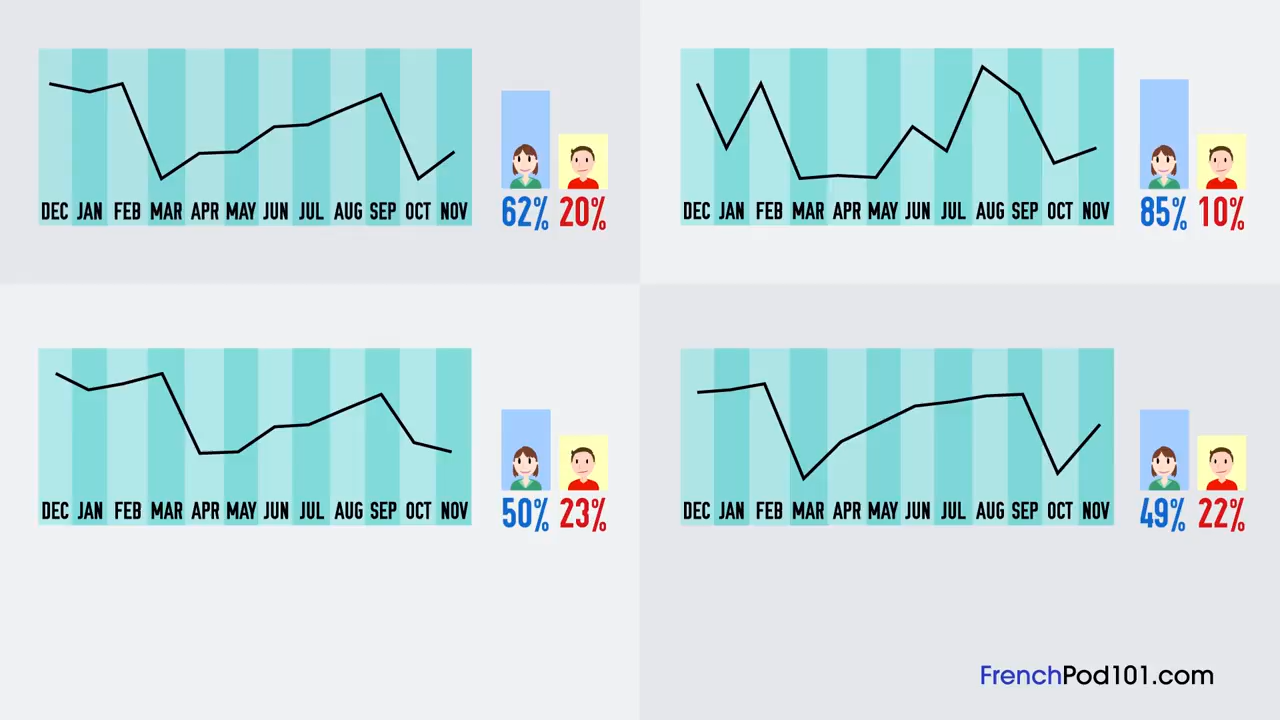 DEC JAN FEB MAR APR MAY JUN JUL AUG SEP OCT NOV
62% 20%
DEC JAN FEB MAR APR MAY JUN JUL AUG SEP OCT NOV
85% 10%
DEC JAN FEB MAR APR MAY JUN JUL AUG SEP OCT NOV
50% 23%
DEC JAN FEB MAR APR MAY JUN JUL AUG SEP OCT NOV
49% 22%
FrenchPod101.com